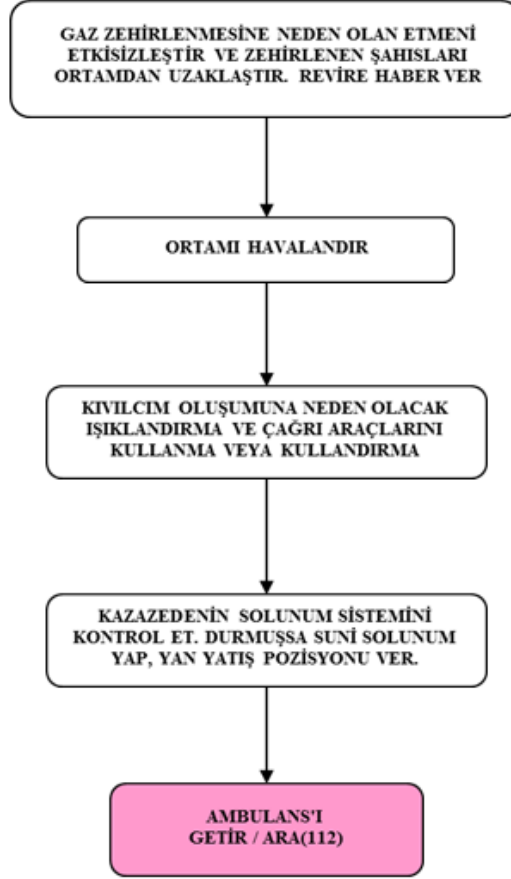 GAZ ZEHİRLENMESİNE NEDEN OLAN ETMENİ
ETKİSİZLEŞTİR VE ZEHİRLENEN ŞAHISLARI
ORTAMDAN UZAKLAŞTIR. REVİRE HABER VER
ORTAMI HAVALANDIR
KIVILCIM OLUŞUMUNA NEDEN OLACAK
IŞIKLANDIRMA VE ÇAĞRI ARAÇLARINI
KULLANMA VEYA KULLANDIRMA
KAZAZEDENİN SOLUNUM SİSTEMİNİ
KONTROL ET. DURMUŞSA SUNİ SOLUNUM
YAP, YAN YATIŞ POZİSYONU VER.
AMBULANS'I
GETİR / ARA(112)